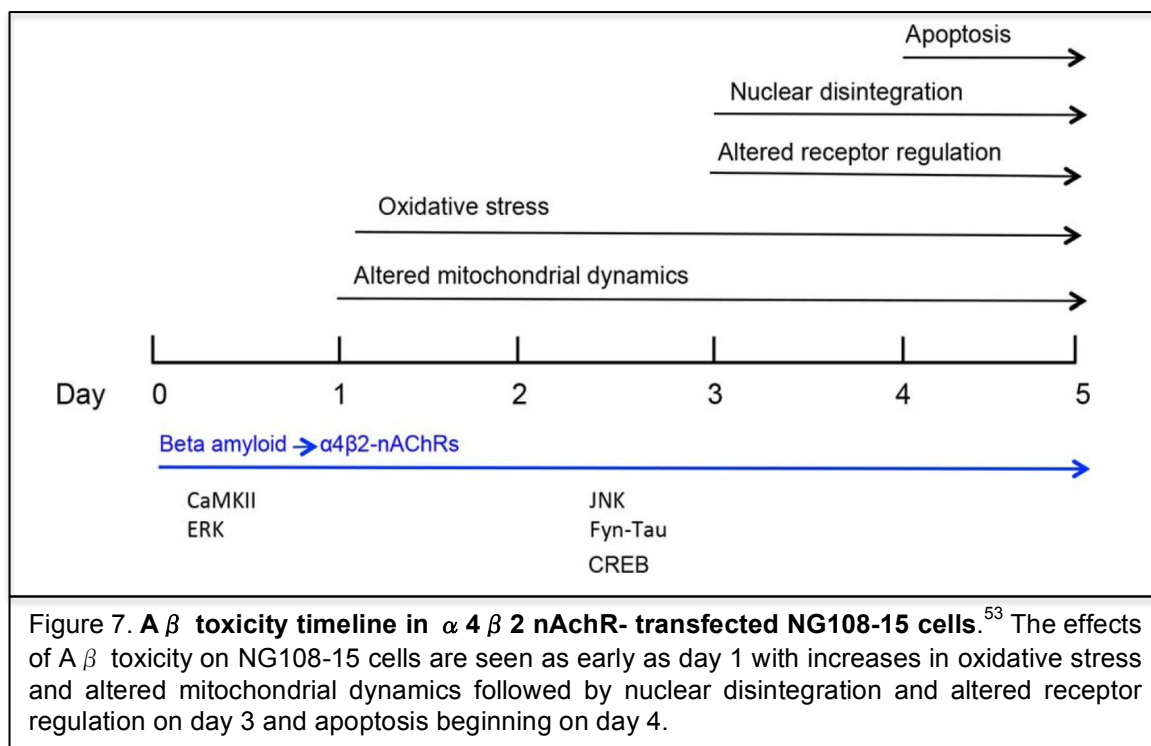 Apoptosis
Nuclear disintegration
Altered receptor regulation
Oxidative stress
Altered mitochondrial dynamics
Day 0 1 2 3 4 5
Beta amyloid → α4β2-nAChRs
CaMKII JNK
ERK Fyn-Tau
CREB
Figure 7. A β toxicity timeline in α 4 β 2 nAchR- transfected NG108-15 cells.53 The effects
of A β toxicity on NG108-15 cells are seen as early as day 1 with increases in oxidative stress
and altered mitochondrial dynamics followed by nuclear disintegration and altered receptor
regulation on day 3 and apoptosis beginning on day 4.